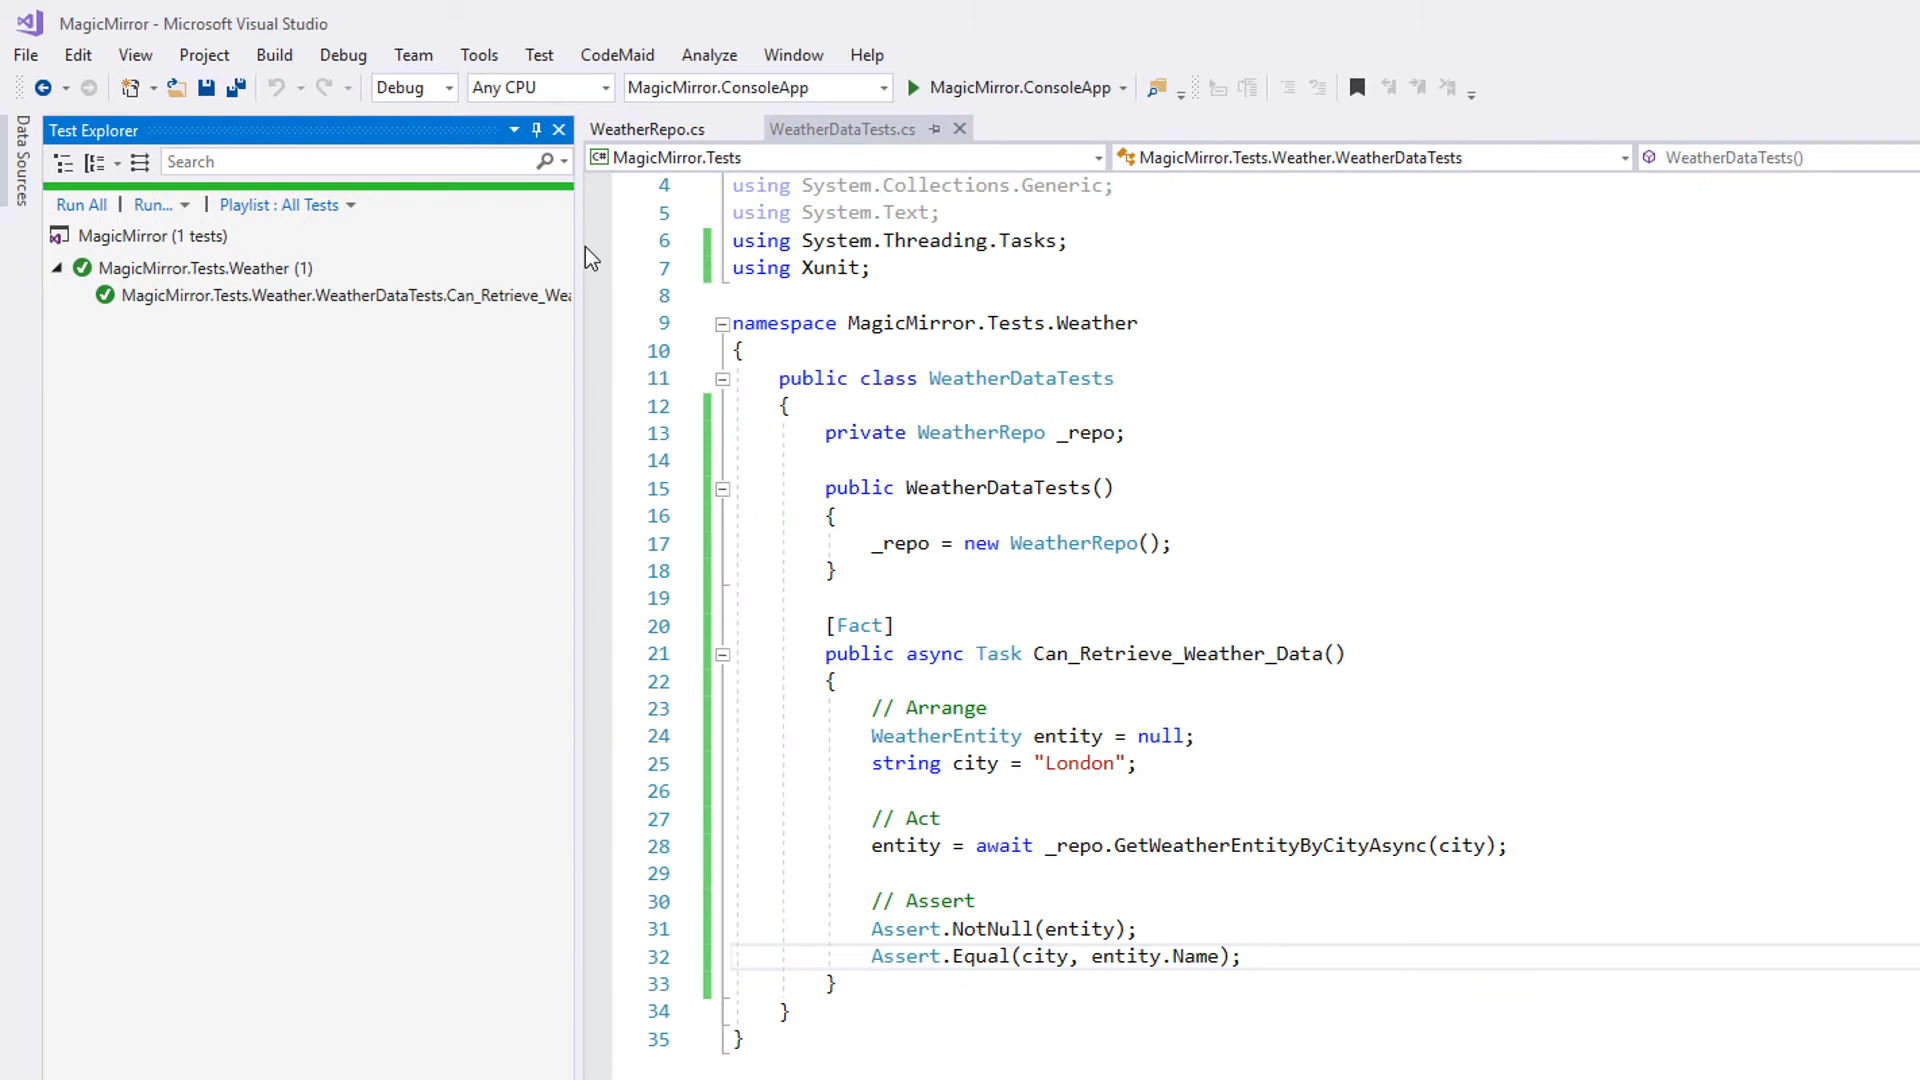 MagicMirror - Microsoft Visual Studio
File Edit View Project Build Debug Team Tools Test CodeMaid Analyze Window Help
Debug Any CPU MagicMirror.ConsoleApp MagicMirror.ConsoleApp
Data Sources
Test Explorer
Search
Run All | Run... | Playlist : All Tests
MagicMirror (1 tests)
MagicMirror.Tests.Weather (1)
MagicMirror.Tests.Weather.WeatherDataTests.Can_Retrieve_Wea
WeatherRepo.cs WeatherDataTests.cs
C# MagicMirror.Tests MagicMirror.Tests.Weather.WeatherDataTests WeatherDataTests()
4 using System.Collections.Generic;
5 using System.Text;
6 using System.Threading.Tasks;
7 using Xunit;
8
9 namespace MagicMirror.Tests.Weather
10 {
11 public class WeatherDataTests
12 {
13 private WeatherRepo _repo;
14
15 public WeatherDataTests()
16 {
17 _repo = new WeatherRepo();
18 }
19
20 [Fact]
21 public async Task Can_Retrieve_Weather_Data()
22 {
23 // Arrange
24 WeatherEntity entity = null;
25 string city = "London";
26
27 // Act
28 entity = await _repo.GetWeatherEntityByCityAsync(city);
29
30 // Assert
31 Assert.NotNull(entity);
32 Assert.Equal(city, entity.Name);
33 }
34 }
35 }